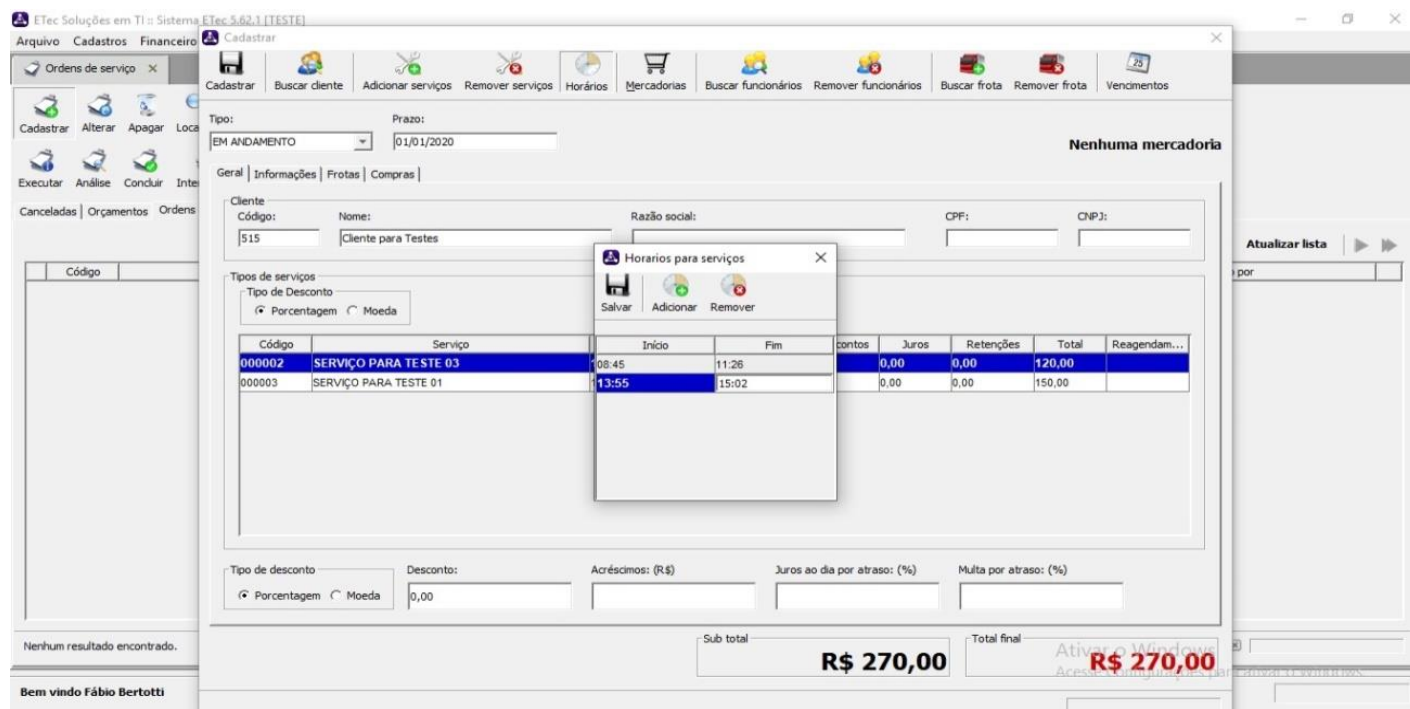 ETec Soluções em TI :: Sistema ETec 5.62.1 [TESTE]
Arquivo Cadastros Financeiro
Cadastrar
Ordens de serviço
Cadastrar Buscar cliente Adicionar serviços Remover serviços Horários Mercadorias Buscar funcionários Remover funcionários Buscar frota Remover frota Vencimentos
Cadastrar Alterar Apagar Loca
Tipo: Prazo:
EM ANDAMENTO 01/01/2020
Nenhuma mercadoria
Executar Análise Concluir Inte
Geral Informações Frotas Compras
Canceladas Orçamentos Ordens
Cliente
Código: Nome: Razão social: CPF: CNPJ:
515 Cliente para Testes
Atualizar lista
Horarios para serviços
Salvar Adicionar Remover
Código
por
Tipos de serviços
Tipo de Desconto
Porcentagem Moeda
Código Serviço contos Juros Retenções Total Reagendam...
000002 SERVIÇO PARA TESTE 03 0,00 0,00 120,00
000003 SERVIÇO PARA TESTE 01 0,00 0,00 150,00
Início Fim
08:45 11:26
13:55 15:02
Tipo de desconto Desconto: Acréscimos: (R$) Juros ao dia por atraso: (%) Multa por atraso: (%)
Porcentagem Moeda 0,00
Nenhum resultado encontrado.
Sub total Total final
R$ 270,00 R$ 270,00
Ativar o Windows
Bem vindo Fábio Bertotti